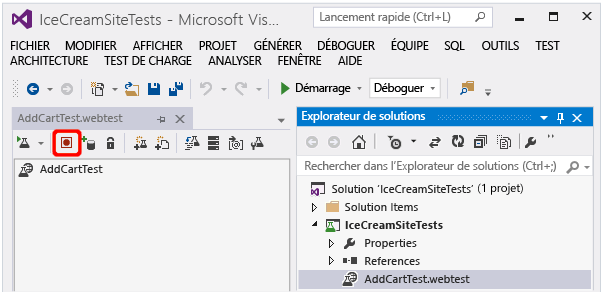 IceCreamSiteTests - Microsoft Vis...
Lancement rapide (Ctrl+L)
FICHIER MODIFIER AFFICHER PROJET GÉNÉRER DÉBOGUER ÉQUIPE SQL OUTILS TEST
ARCHITECTURE TEST DE CHARGE ANALYSER FENÊTRE AIDE
Démarrage
Déboguer
AddCartTest.webtest
AddCartTest
Explorateur de solutions
Rechercher dans l'Explorateur de solutions (Ctrl+;)
Solution 'IceCreamSiteTests' (1 projet)
Solution Items
IceCreamSiteTests
Properties
References
AddCartTest.webtest